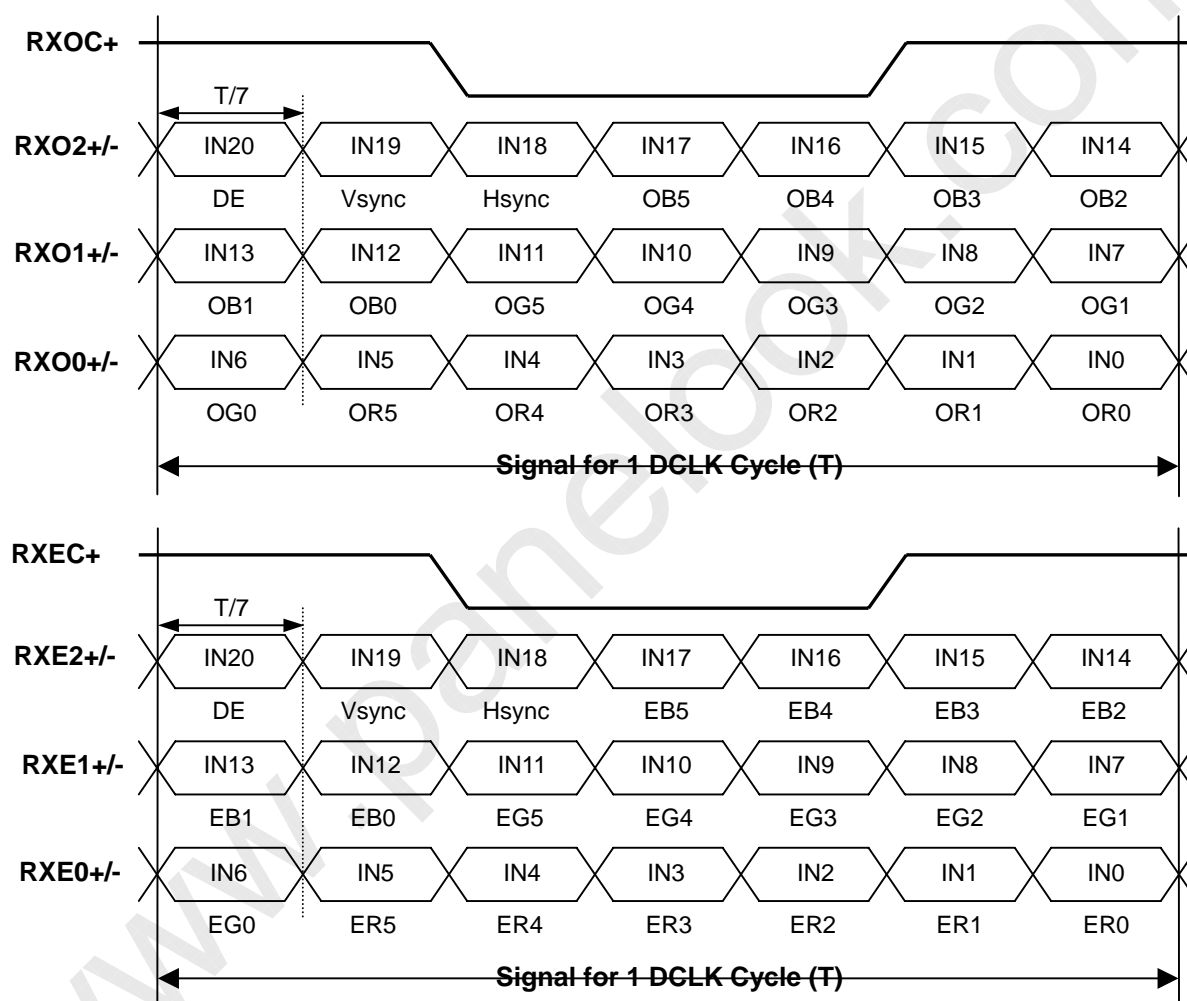 RXOC+
T/7
RXO2+/- IN20 IN19 IN18 IN17 IN16 IN15 IN14
DE Vsync Hsync OB5 OB4 OB3 OB2
RXO1+/- IN13 IN12 IN11 IN10 IN9 IN8 IN7
OB1 OB0 OG5 OG4 OG3 OG2 OG1
RXO0+/- IN6 IN5 IN4 IN3 IN2 IN1 IN0
OG0 OR5 OR4 OR3 OR2 OR1 OR0
Signal for 1 DCLK Cycle (T)
RXEC+
T/7
RXE2+/- IN20 IN19 IN18 IN17 IN16 IN15 IN14
DE Vsync Hsync EB5 EB4 EB3 EB2
RXE1+/- IN13 IN12 IN11 IN10 IN9 IN8 IN7
EB1 EB0 EG5 EG4 EG3 EG2 EG1
RXE0+/- IN6 IN5 IN4 IN3 IN2 IN1 IN0
EG0 ER5 ER4 ER3 ER2 ER1 ER0
Signal for 1 DCLK Cycle (T)
www.panelook.com